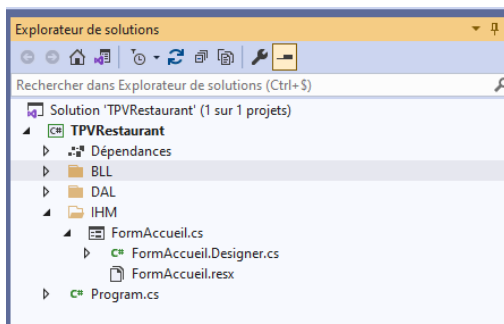 Explorateur de solutions
Rechercher dans Explorateur de solutions (Ctrl+$)
Solution 'TPVRestaurant' (1 sur 1 projets)
C# TPVRestaurant
Dépendances
BLL
DAL
IHM
FormAccueil.cs
C# FormAccueil.Designer.cs
FormAccueil.resx
C# Program.cs